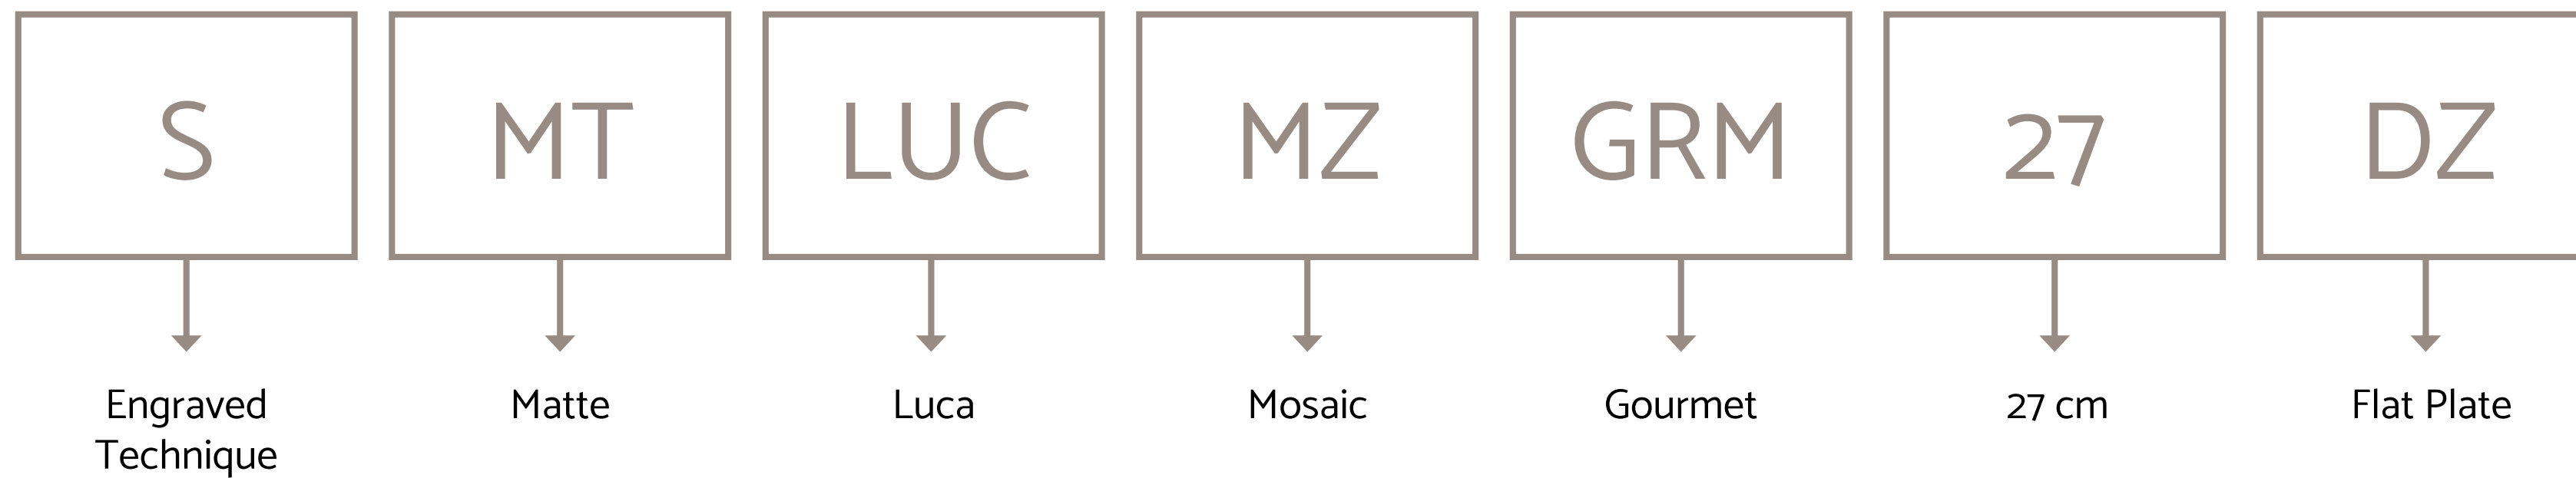 S MT LUC MZ GRM 27 DZ
Engraved Technique
Matte
Luca
Mosaic
Gourmet
27 cm
Flat Plate